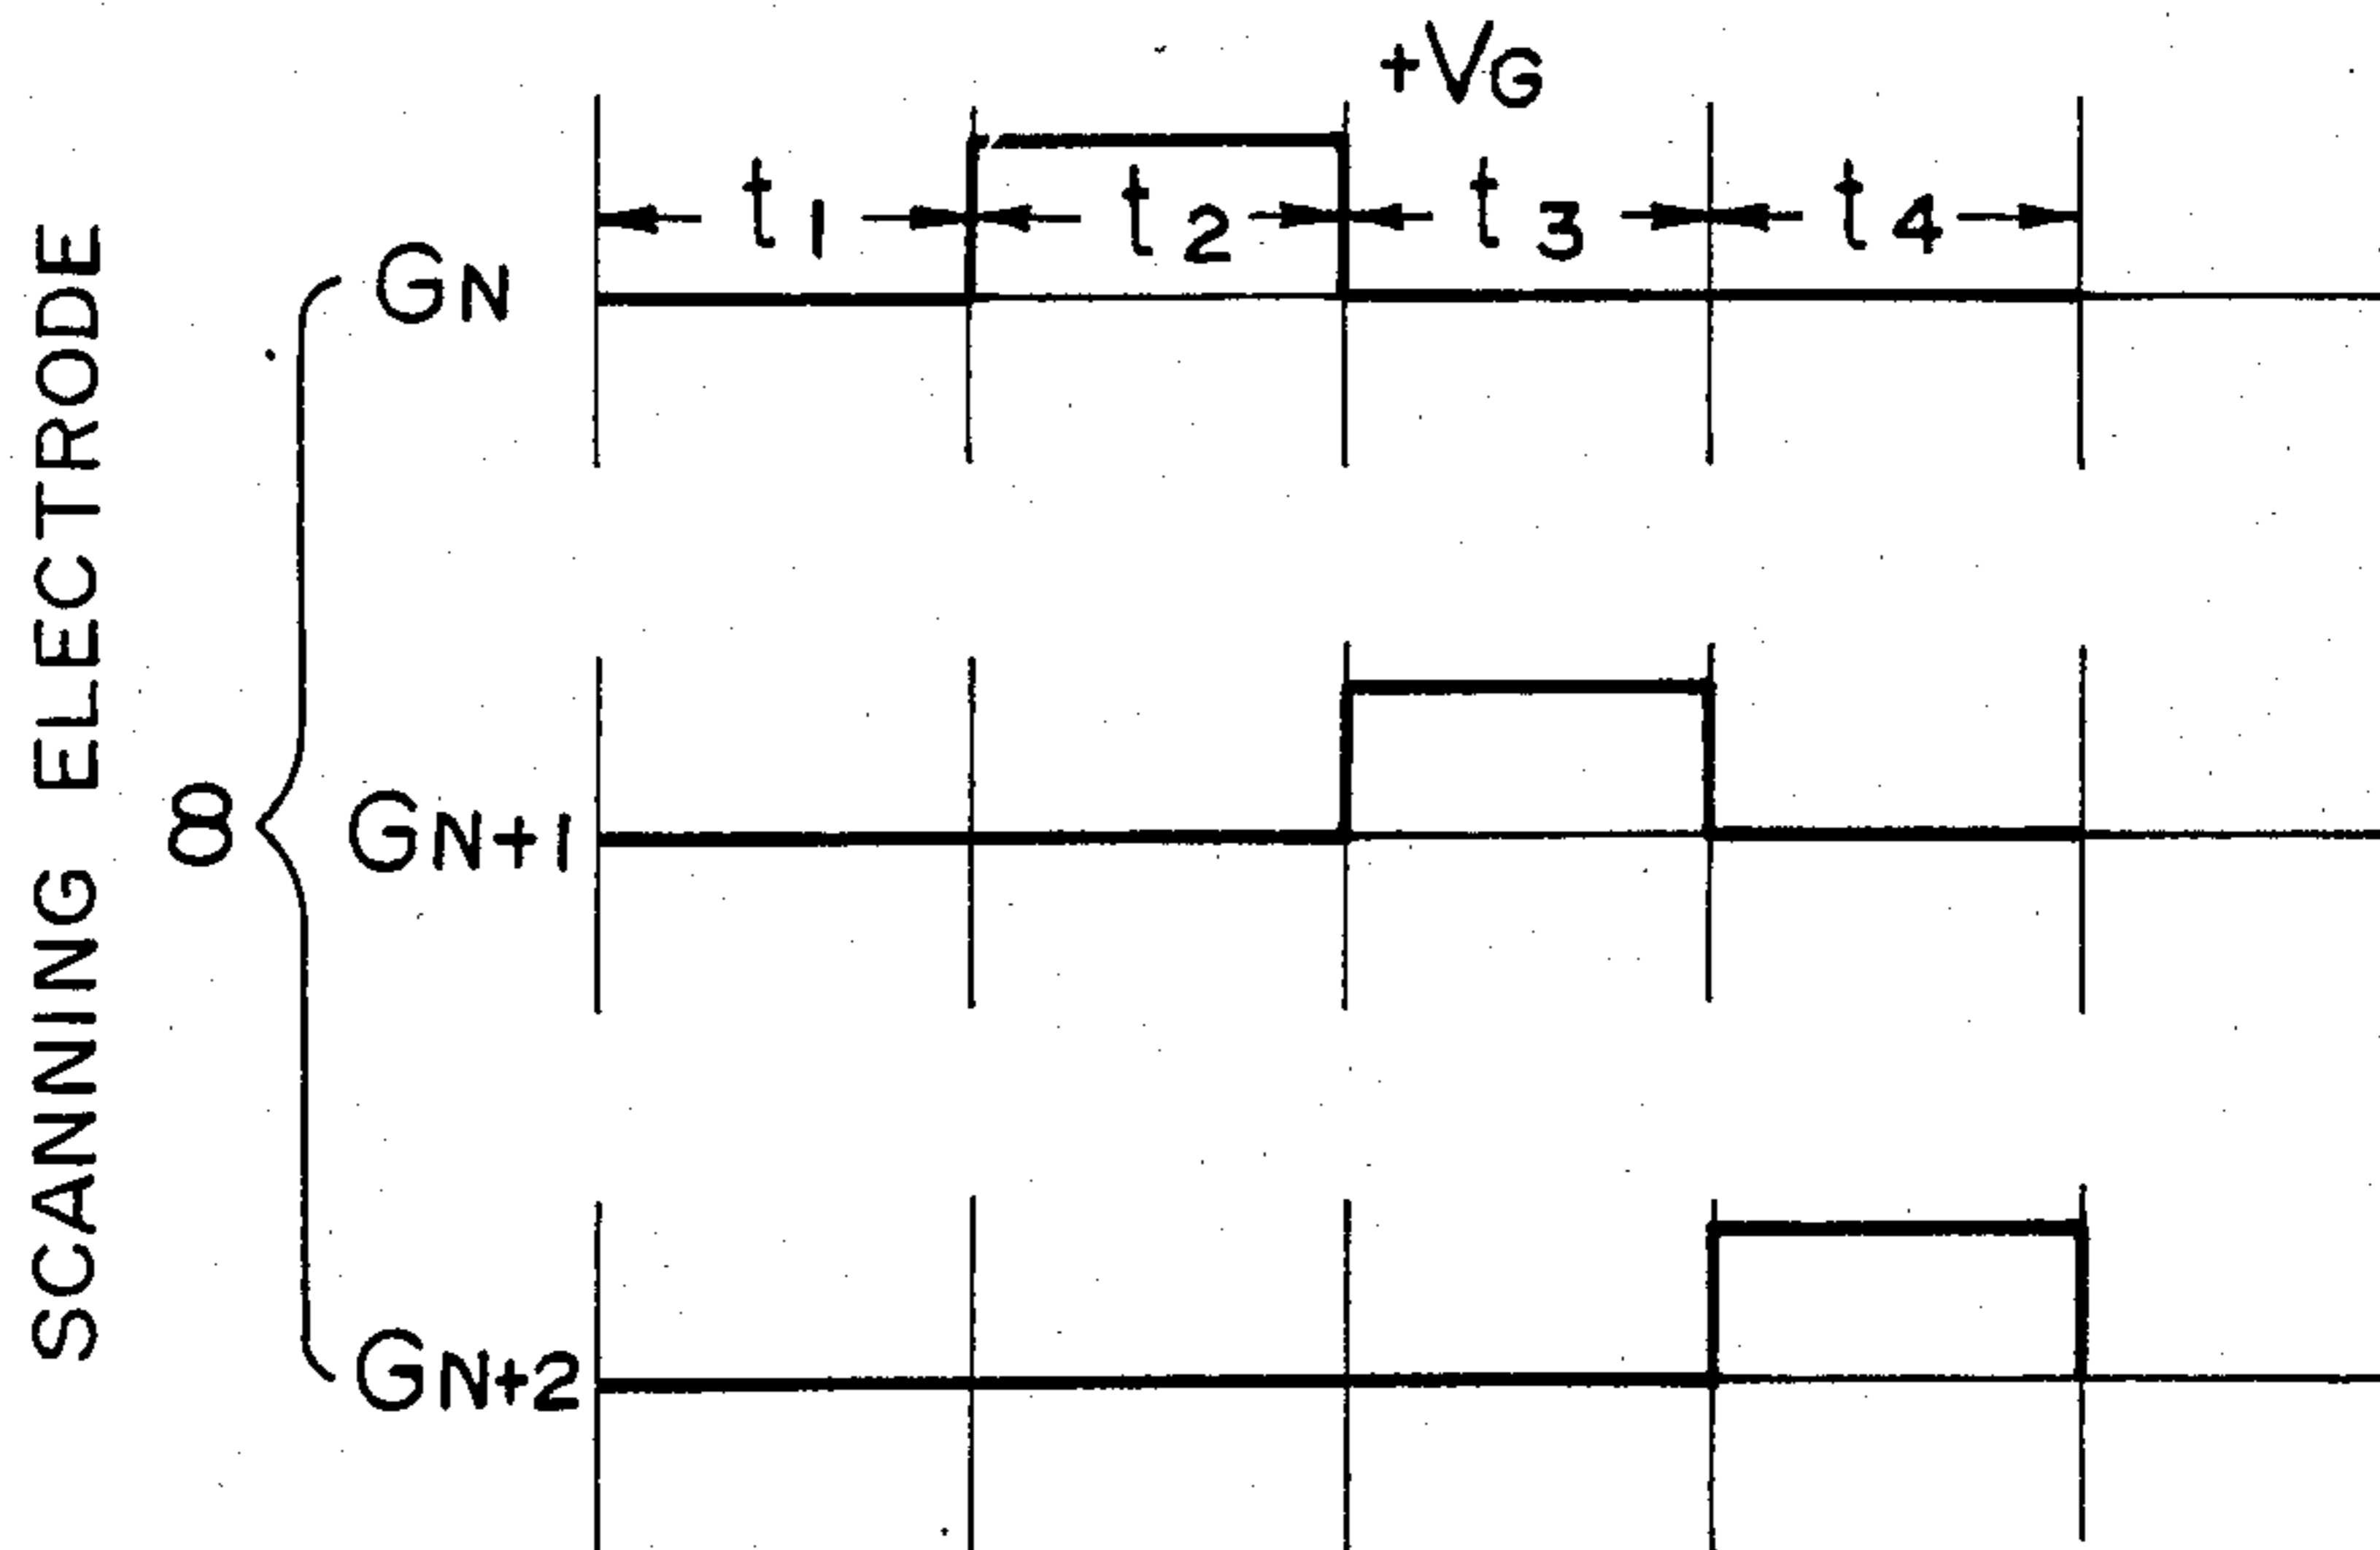 SCANNING ELECTRODE
8
+VG
t1 t2 t3 t4
GN
GN+1
GN+2